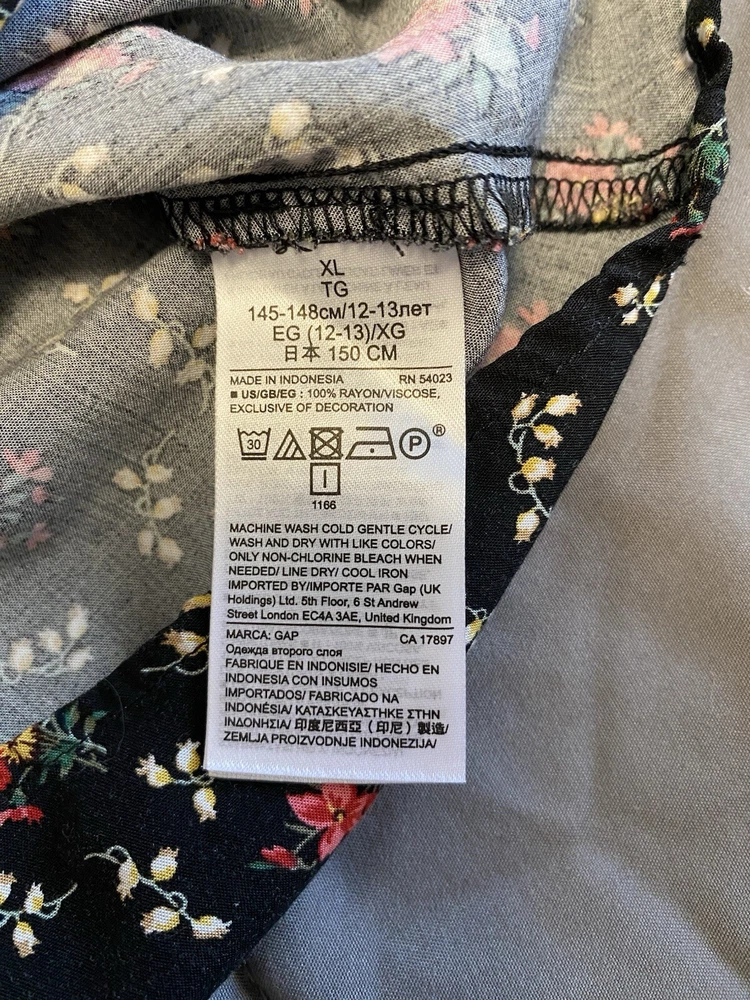 XL
TG
145-148см/12-13лет
EG (12-13)/XG
日本 150 CM
MADE IN INDONESIA RN 54023
■ US/GB/EG : 100% RAYON/VISCOSE,
EXCLUSIVE OF DECORATION
30 P®
1166
MACHINE WASH COLD GENTLE CYCLE/
WASH AND DRY WITH LIKE COLORS/
ONLY NON-CHLORINE BLEACH WHEN
NEEDED/ LINE DRY/ COOL IRON
IMPORTED BY/IMPORTE PAR Gap (UK
Holdings) Ltd. 5th Floor, 6 St Andrew
Street London EC4A 3AE, United Kingdom
MARCA: GAP CA 17897
Одежда второго слоя
FABRIQUE EN INDONISIE/ HECHO EN
INDONESIA CON INSUMOS
IMPORTADOS/ FABRICADO NA
INDONÉSIA/ ΚΑΤΑΣΚΕΥΑΣΤΗΚΕ ΣΤΗΝ
ΙΝΔΟΝΗΣΙΑ/ 印度尼西亞 (印尼) 製造/
ZEMLJA PROIZVODNJE INDONEZIJA/